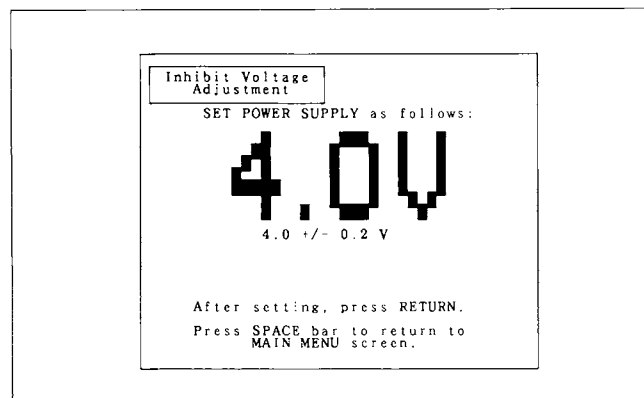 Inhibit Voltage
Adjustment
SET POWER SUPPLY as follows:
4.0V
4.0 +/- 0.2 V
After setting, press RETURN.
Press SPACE bar to return to
MAIN MENU screen.